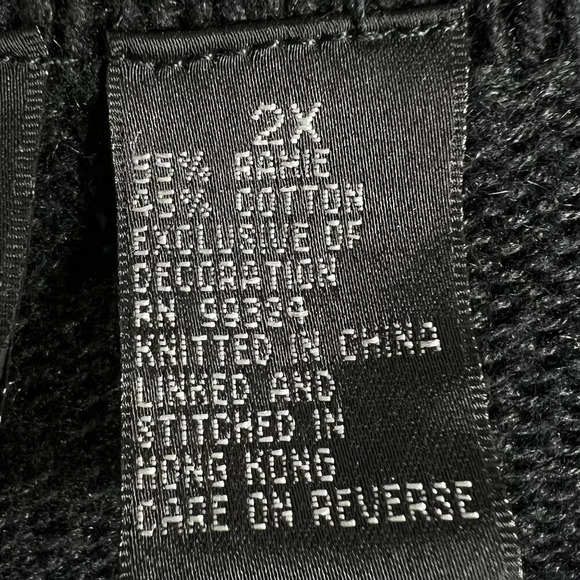 2X
55% RAMIE
45% COTTON
EXCLUSIVE OF
DECORATION
RN 59334
KNITTED IN CHINA
LINKED AND
STITCHED IN
HONG KONG
CARE ON REVERSE